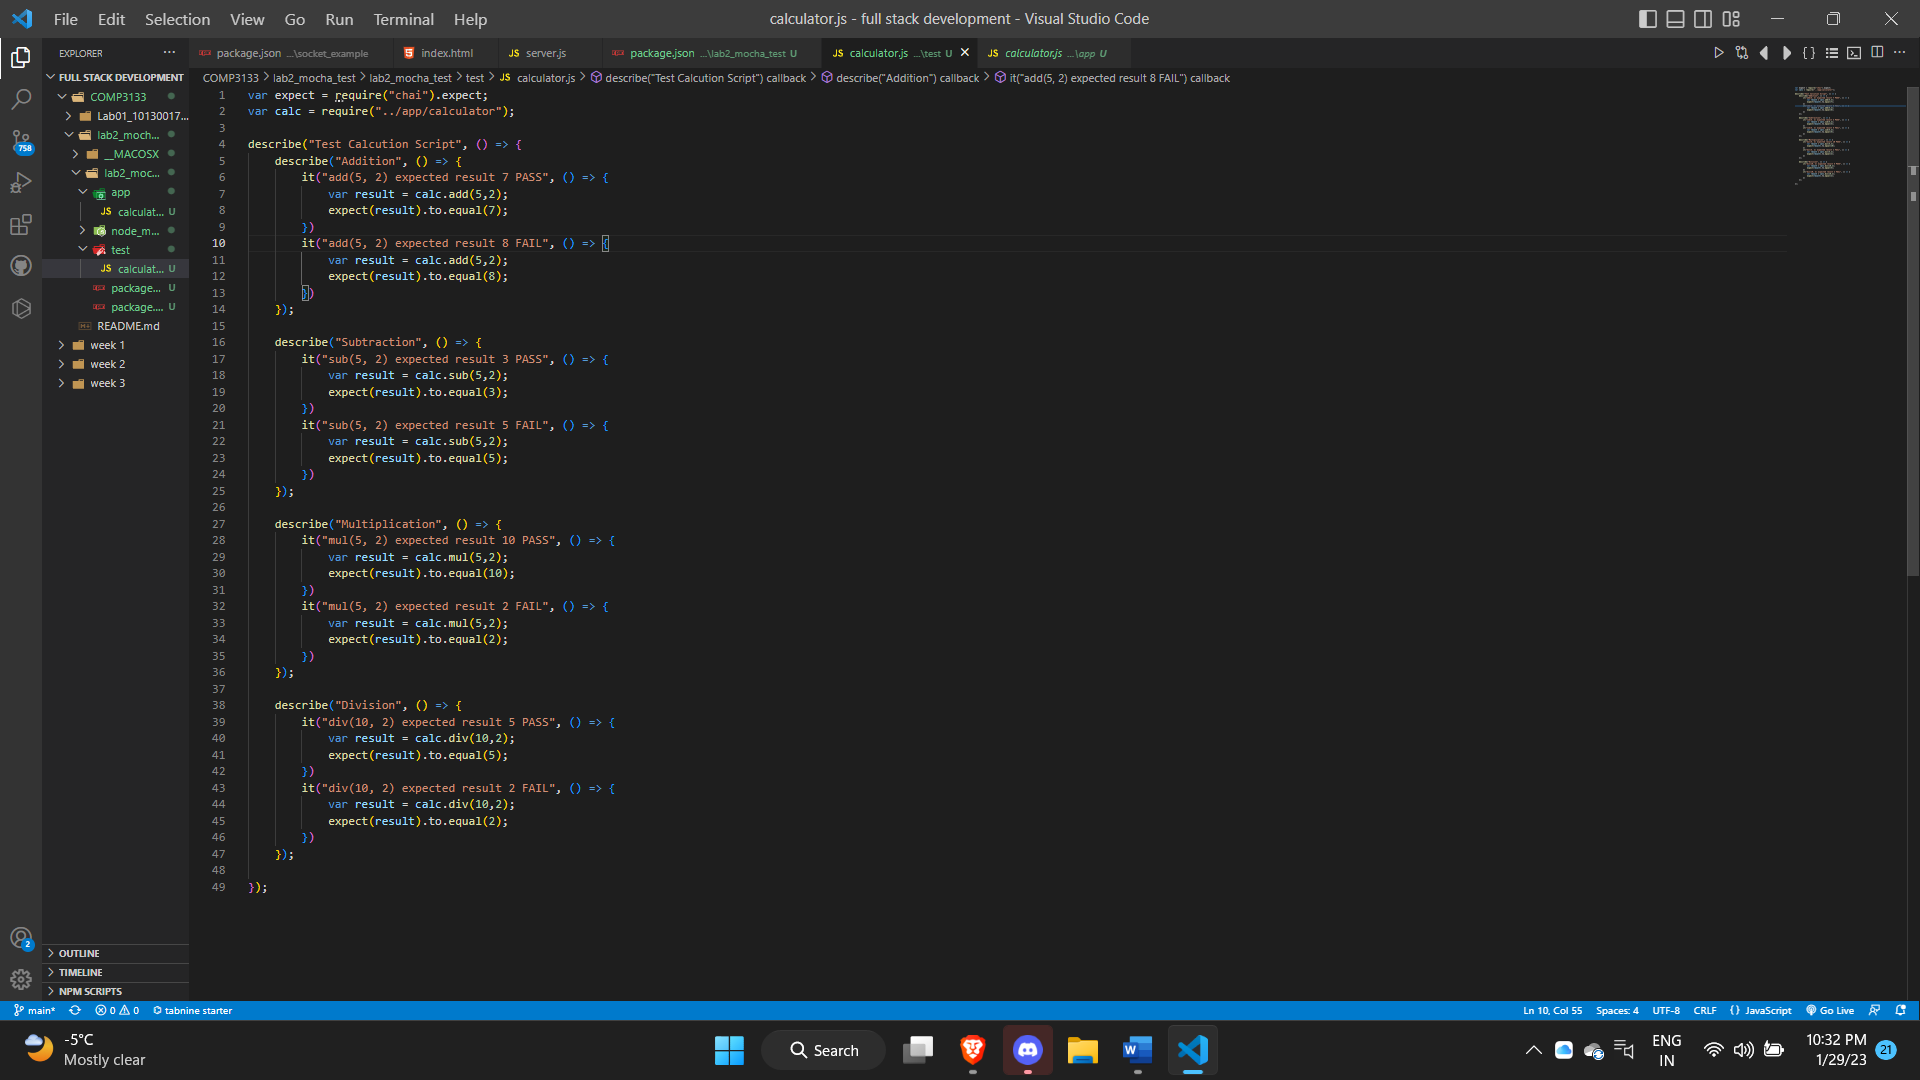 File Edit Selection View Go Run Terminal Help
calculator.js - full stack development - Visual Studio Code
EXPLORER ···
package.json ...\socket_example
index.html
JS server.js
package.json ...\lab2_mocha_test U
JS calculator.js ...\test U
JS calculator.js ...\app U
COMP3133 > lab2_mocha_test > lab2_mocha_test > test > JS calculator.js > describe("Test Calcution Script") callback > describe("Addition") callback > it("add(5, 2) expected result 8 FAIL") callback
FULL STACK DEVELOPMENT
COMP3133
Lab01_10130017...
lab2_moch...
__MACOSX
lab2_moc...
app
JS calculat... U
node_m...
test
JS calculat... U
package... U
package.... U
README.md
week 1
week 2
week 3
758
2
OUTLINE
TIMELINE
NPM SCRIPTS
1 var expect = require("chai").expect;
2 var calc = require("../app/calculator");
3
4 describe("Test Calcution Script", () => {
5     describe("Addition", () => {
6         it("add(5, 2) expected result 7 PASS", () => {
7             var result = calc.add(5,2);
8             expect(result).to.equal(7);
9         })
10         it("add(5, 2) expected result 8 FAIL", () => {
11             var result = calc.add(5,2);
12             expect(result).to.equal(8);
13         })
14     });
15
16     describe("Subtraction", () => {
17         it("sub(5, 2) expected result 3 PASS", () => {
18             var result = calc.sub(5,2);
19             expect(result).to.equal(3);
20         })
21         it("sub(5, 2) expected result 5 FAIL", () => {
22             var result = calc.sub(5,2);
23             expect(result).to.equal(5);
24         })
25     });
26
27     describe("Multiplication", () => {
28         it("mul(5, 2) expected result 10 PASS", () => {
29             var result = calc.mul(5,2);
30             expect(result).to.equal(10);
31         })
32         it("mul(5, 2) expected result 2 FAIL", () => {
33             var result = calc.mul(5,2);
34             expect(result).to.equal(2);
35         })
36     });
37
38     describe("Division", () => {
39         it("div(10, 2) expected result 5 PASS", () => {
40             var result = calc.div(10,2);
41             expect(result).to.equal(5);
42         })
43         it("div(10, 2) expected result 2 FAIL", () => {
44             var result = calc.div(10,2);
45             expect(result).to.equal(2);
46         })
47     });
48
49 });
main* 0 0 tabnine starter
Ln 10, Col 55 Spaces: 4 UTF-8 CRLF {} JavaScript Go Live
-5°C
Mostly clear
Search
ENG
IN
10:32 PM
1/29/23
21